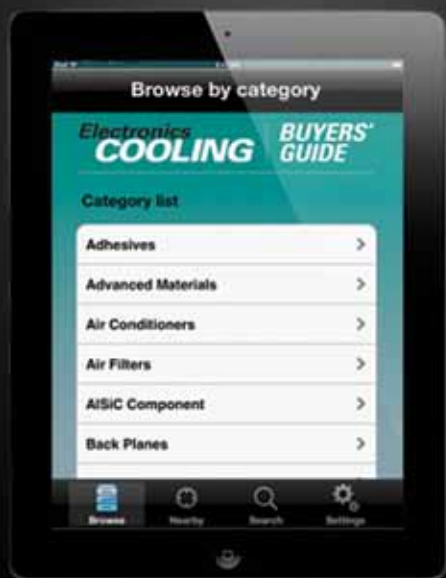 Browse by category
Electronics BUYERS'
COOLING GUIDE
Category list
Adhesives
Advanced Materials
Air Conditioners
Air Filters
AlSiC Component
Back Planes
Browse Nearby Search Settings